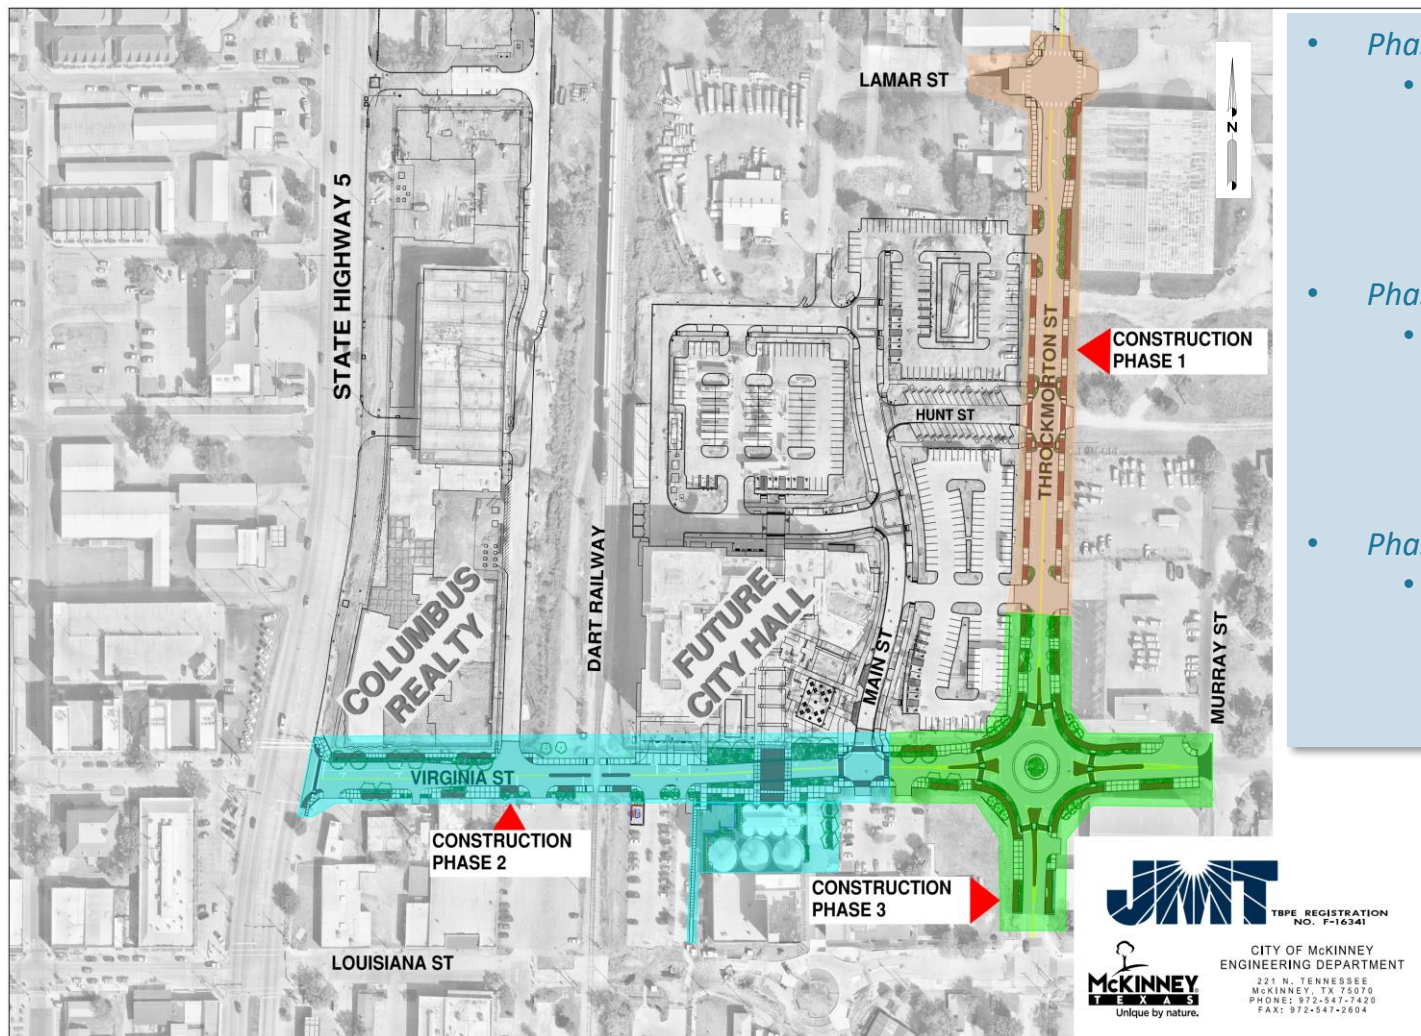 LAMAR ST
N
STATE HIGHWAY 5
THROCKMORTON ST
CONSTRUCTION
PHASE 1
HUNT ST
COLUMBUS
REALTY
DART RAILWAY
FUTURE
CITY HALL
MAIN ST
MURRAY ST
VIRGINIA ST
CONSTRUCTION
PHASE 2
CONSTRUCTION
PHASE 3
LOUISIANA ST
JMT
TBPE REGISTRATION
NO. F-16341
McKINNEY
TEXAS
Unique by nature.
CITY OF McKINNEY
ENGINEERING DEPARTMENT
221 N. TENNESSEE
McKINNEY, TX 75070
PHONE: 972-547-7420
FAX: 972-547-2604
• Pha
•
• Pha
•
• Pha
•